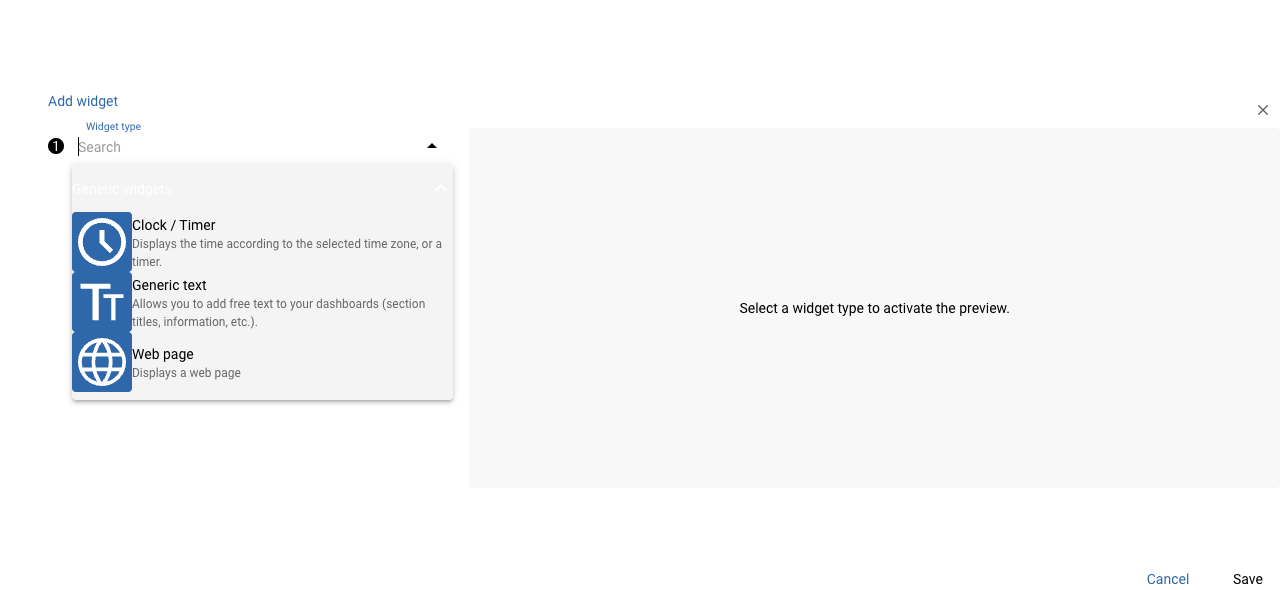 Add widget
Widget type
1 Search
Generic widgets
Clock / Timer
Displays the time according to the selected time zone, or a
timer.
Generic text
Allows you to add free text to your dashboards (section
titles, information, etc.).
Web page
Displays a web page
Select a widget type to activate the preview.
Cancel Save